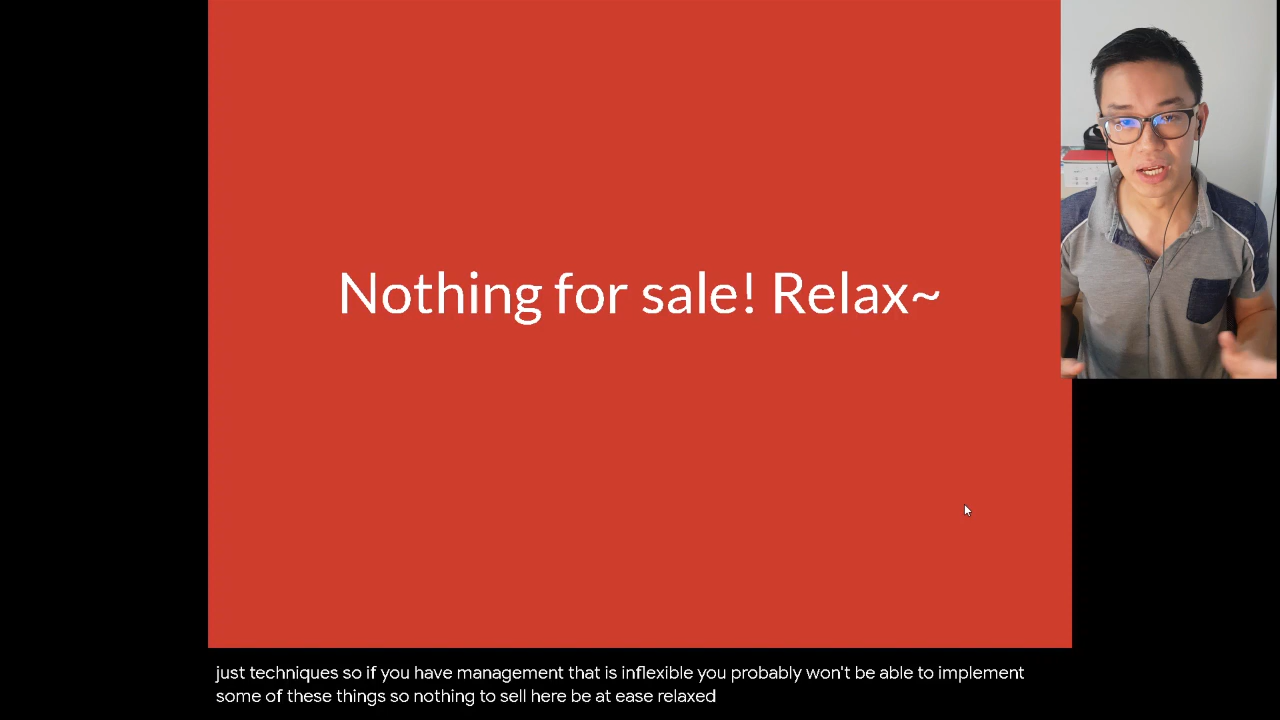 Nothing for sale! Relax~
just techniques so if you have management that is inflexible you probably won't be able to implement
some of these things so nothing to sell here be at ease relaxed